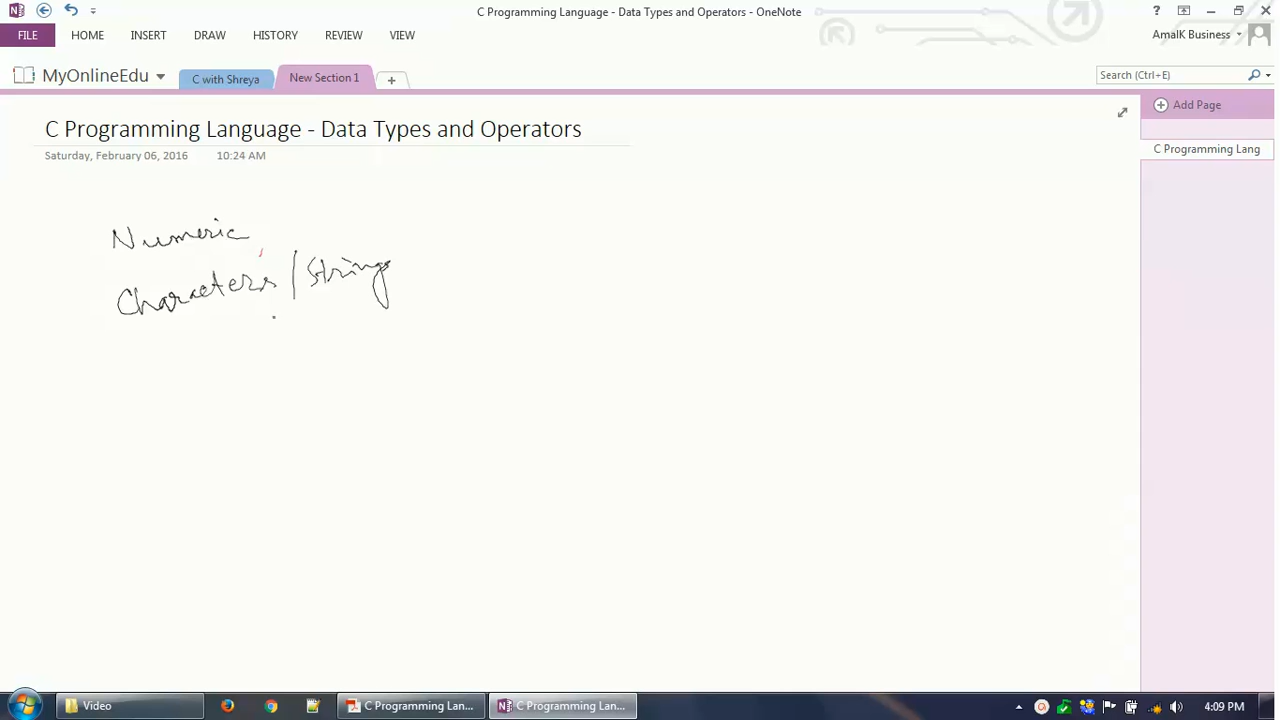 C Programming Language - Data Types and Operators - OneNote
?
FILE HOME INSERT DRAW HISTORY REVIEW VIEW
AmalK Business
MyOnlineEdu C with Shreya New Section 1 +
Search (Ctrl+E)
Add Page
C Programming Language - Data Types and Operators
C Programming Lang
Saturday, February 06, 2016 10:24 AM
Numeric
Characters / Strings
Video C Programming Lan... C Programming Lan... 4:09 PM